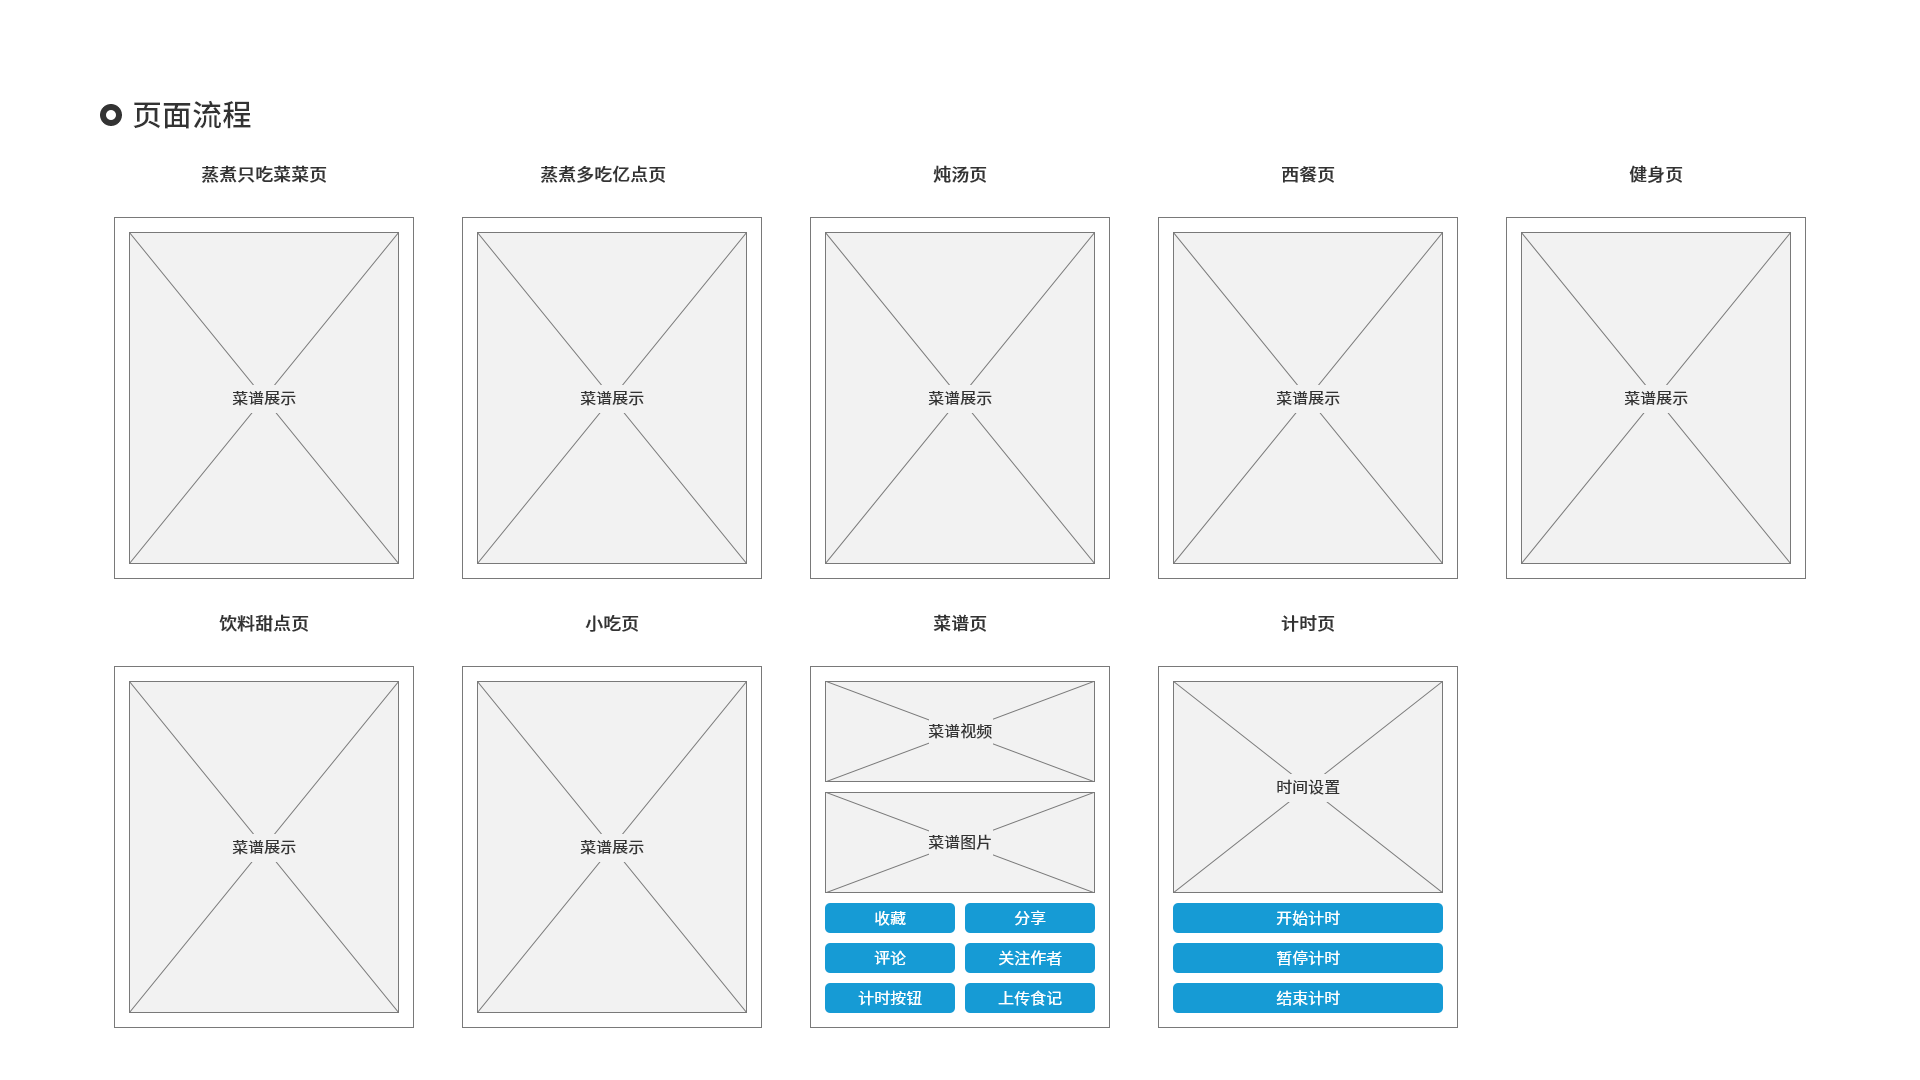 页面流程
蒸煮只吃菜菜页
蒸煮多吃亿点页
炖汤页
西餐页
健身页
菜谱展示
菜谱展示
菜谱展示
菜谱展示
菜谱展示
饮料甜点页
小吃页
菜谱页
计时页
菜谱展示
菜谱展示
菜谱视频
菜谱图片
收藏
分享
评论
关注作者
计时按钮
上传食记
时间设置
开始计时
暂停计时
结束计时